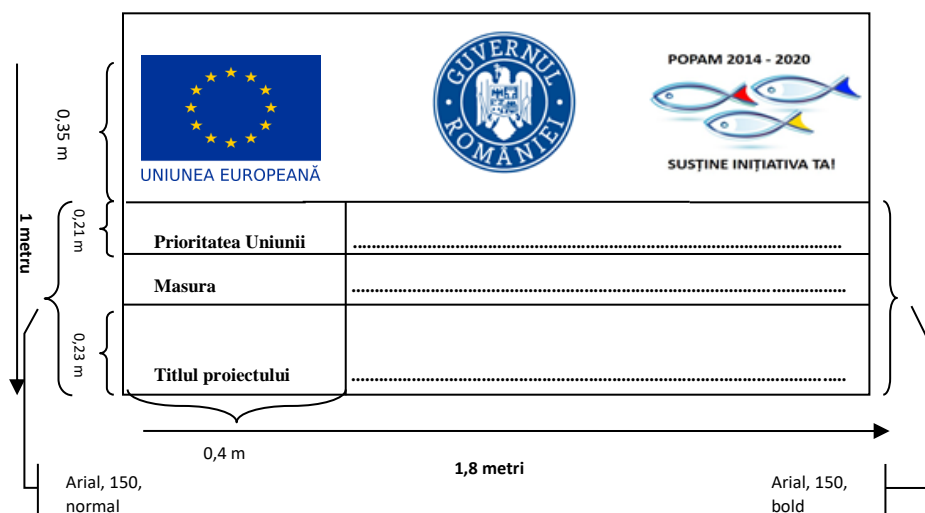 POPAM 2014 - 2020
GUVERNUL ROMÂNIEI
UNIUNEA EUROPEANĂ
SUSȚINE INIȚIATIVA TA!
0,35 m
1 metru
0,21 m
Prioritatea Uniunii ..........................................................................................................
Masura ...........................................................................................................
0,23 m
Titlul proiectului ...........................................................................................................
0,4 m
1,8 metri
Arial, 150,
normal
Arial, 150,
bold